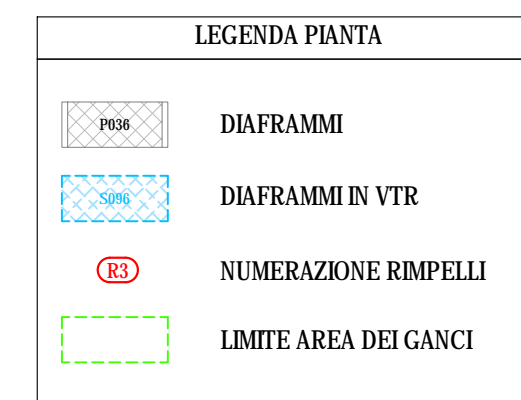 LEGENDA PIANTA
P036 DIAFRAMMI
S096 DIAFRAMMI IN VTR
R3 NUMERAZIONE RIMPELLI
LIMITE AREA DEI GANCI